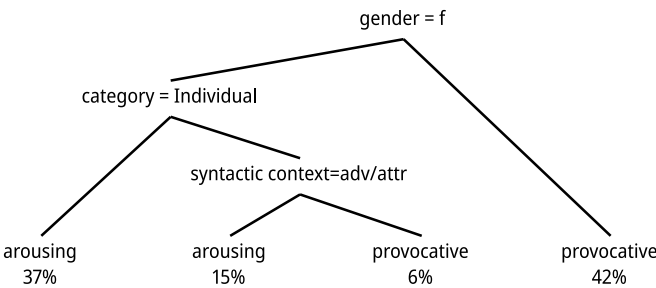 gender = f
category = Individual
syntactic context=adv/attr
arousing
37%
arousing
15%
provocative
6%
provocative
42%